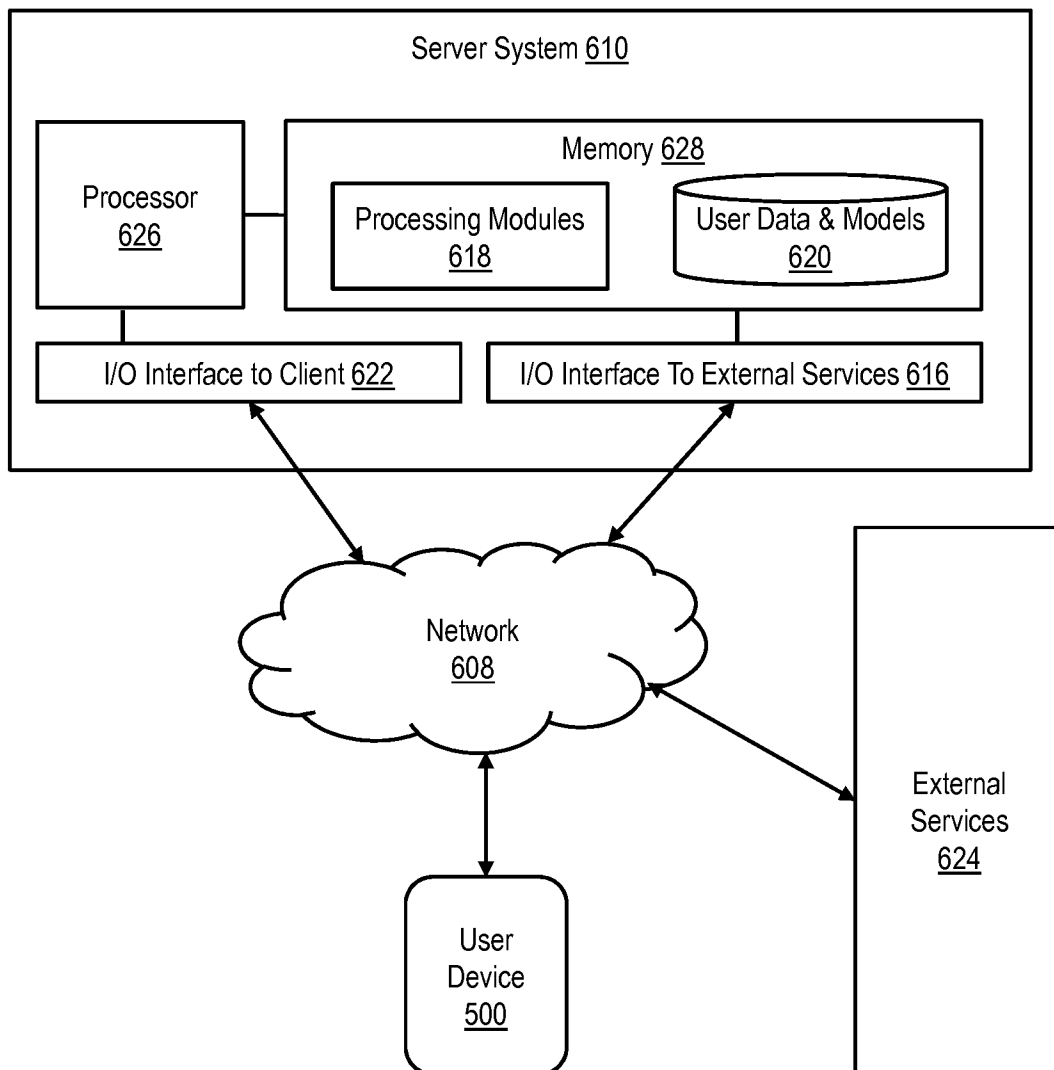 Server System 610
Processor
626
Memory 628
Processing Modules
618
User Data & Models
620
I/O Interface to Client 622
I/O Interface To External Services 616
Network
608
External
Services
624
User
Device
500